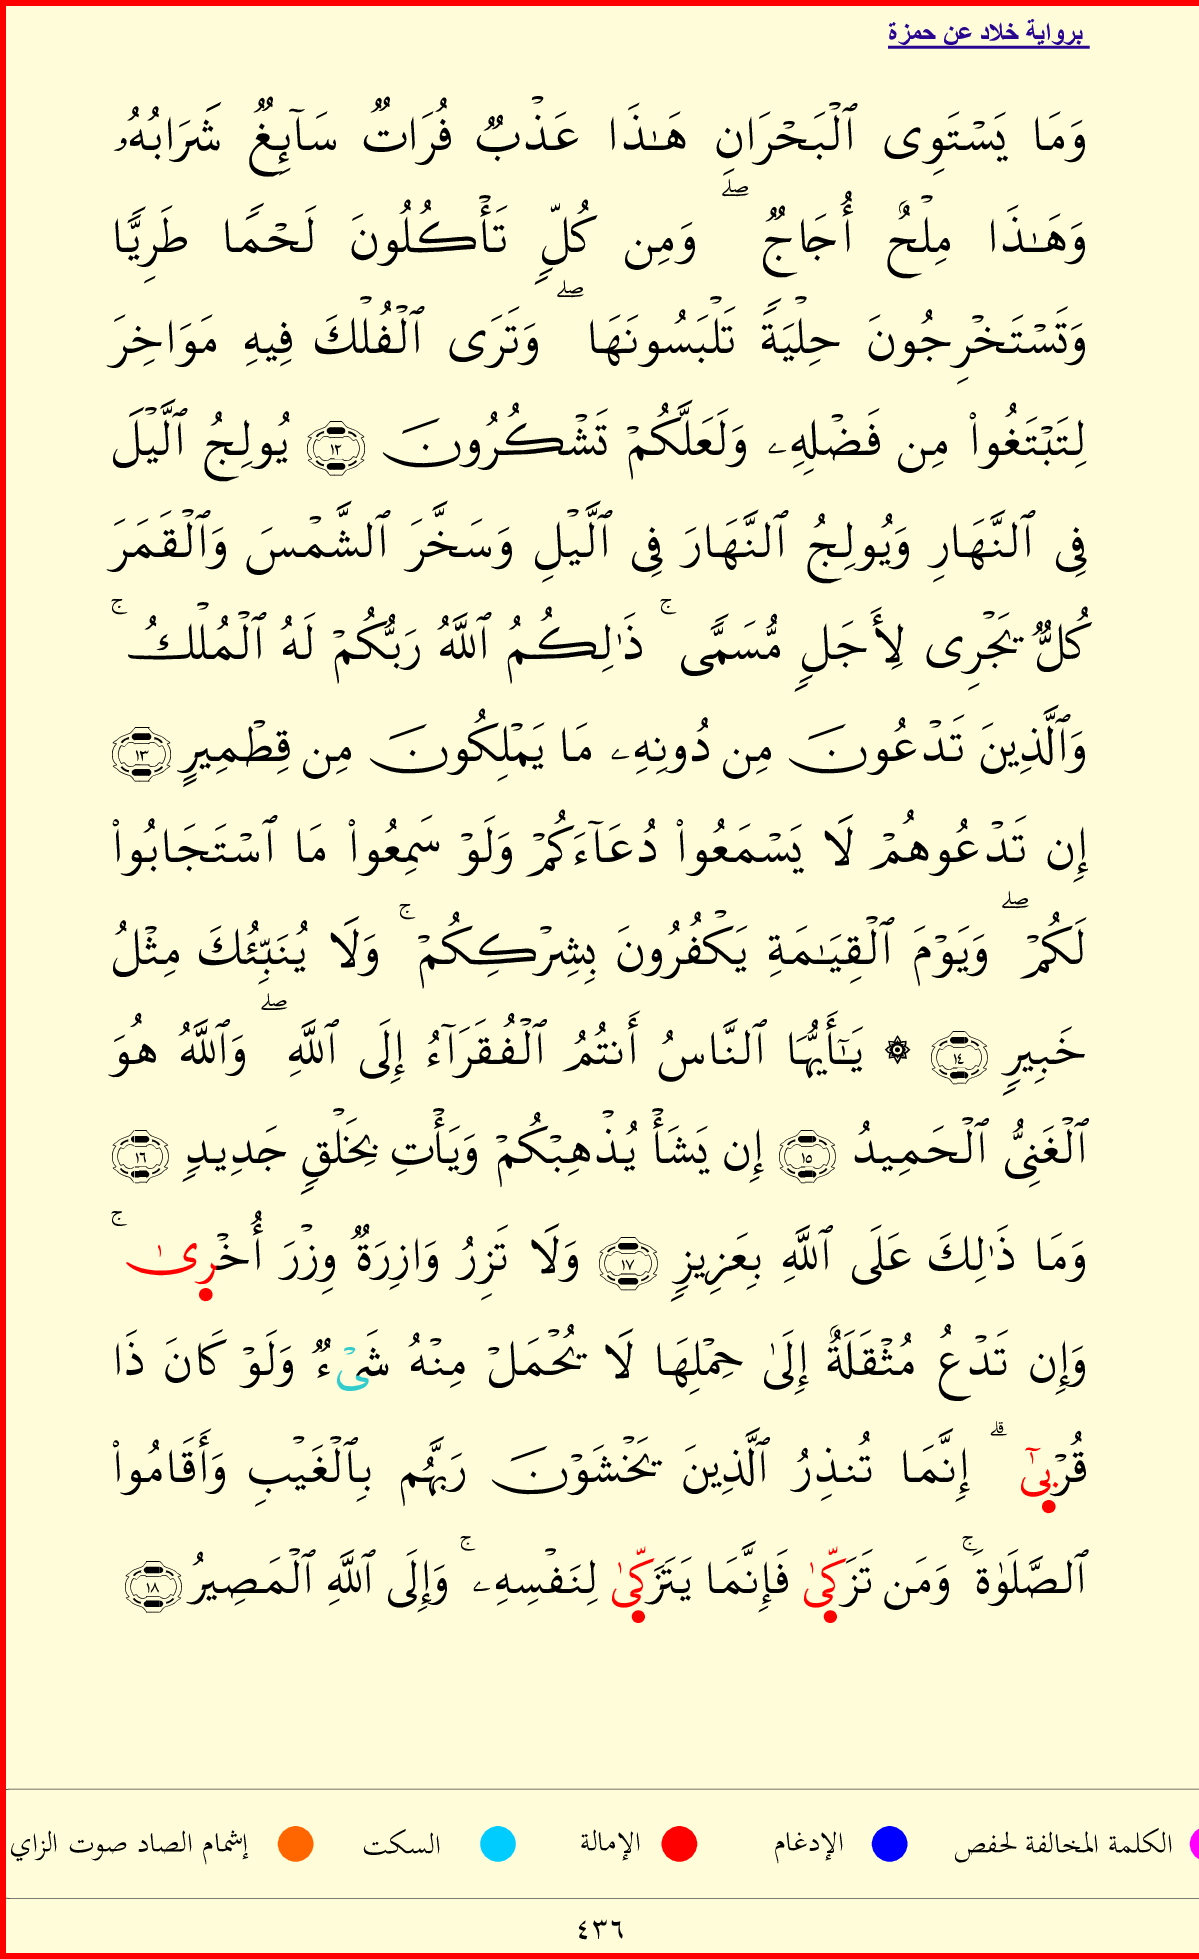 برواية خلاد عن حمزة
وَمَا يَسْتَوِى ٱلْبَحْرَانِ هَـٰذَا عَذْبٌ فُرَاتٌ سَآئِغٌ شَرَابُهُۥ
وَهَـٰذَا مِلْحٌ أُجَاجٌ ۖ وَمِن كُلٍّ تَأْكُلُونَ لَحْمًا طَرِيًّا
وَتَسْتَخْرِجُونَ حِلْيَةً تَلْبَسُونَهَا ۖ وَتَرَى ٱلْفُلْكَ فِيهِ مَوَاخِرَ
لِتَبْتَغُوا۟ مِن فَضْلِهِۦ وَلَعَلَّكُمْ تَشْكُرُونَ ١٢ يُولِجُ ٱلَّيْلَ
فِى ٱلنَّهَارِ وَيُولِجُ ٱلنَّهَارَ فِى ٱلَّيْلِ وَسَخَّرَ ٱلشَّمْسَ وَٱلْقَمَرَ
كُلٌّ يَجْرِى لِأَجَلٍ مُّسَمًّى ۚ ذَٰلِكُمُ ٱللَّهُ رَبُّكُمْ لَهُ ٱلْمُلْكُ ۚ
وَٱلَّذِينَ تَدْعُونَ مِن دُونِهِۦ مَا يَمْلِكُونَ مِن قِطْمِيرٍ ١٣
إِن تَدْعُوهُمْ لَا يَسْمَعُوا۟ دُعَآءَكُمْ وَلَوْ سَمِعُوا۟ مَا ٱسْتَجَابُوا۟
لَكُمْ ۖ وَيَوْمَ ٱلْقِيَـٰمَةِ يَكْفُرُونَ بِشِرْكِكُمْ ۚ وَلَا يُنَبِّئُكَ مِثْلُ
خَبِيرٍ ١٤ ۞ يَـٰٓأَيُّهَا ٱلنَّاسُ أَنتُمُ ٱلْفُقَرَآءُ إِلَى ٱللَّهِ ۖ وَٱللَّهُ هُوَ
ٱلْغَنِىُّ ٱلْحَمِيدُ ١٥ إِن يَشَأْ يُذْهِبْكُمْ وَيَأْتِ بِخَلْقٍ جَدِيدٍ ١٦
وَمَا ذَٰلِكَ عَلَى ٱللَّهِ بِعَزِيزٍ ١٧ وَلَا تَزِرُ وَازِرَةٌ وِزْرَ أُخْرِىٰ ۚ
وَإِن تَدْعُ مُثْقَلَةٌ إِلَىٰ حِمْلِهَا لَا يُحْمَلْ مِنْهُ شَىْءٌ وَلَوْ كَانَ ذَا
قُرْبِىٰٓ ۗ إِنَّمَا تُنذِرُ ٱلَّذِينَ يَخْشَوْنَ رَبَّهُم بِٱلْغَيْبِ وَأَقَامُوا۟
ٱلصَّلَوٰةَ ۚ وَمَن تَزَكِّىٰ فَإِنَّمَا يَتَزَكِّىٰ لِنَفْسِهِۦ ۚ وَإِلَى ٱللَّهِ ٱلْمَصِيرُ ١٨
الكلمة المخالفة لحفص الإدغام الإمالة السكت إشمام الصاد صوت الزاي
٤٣٦